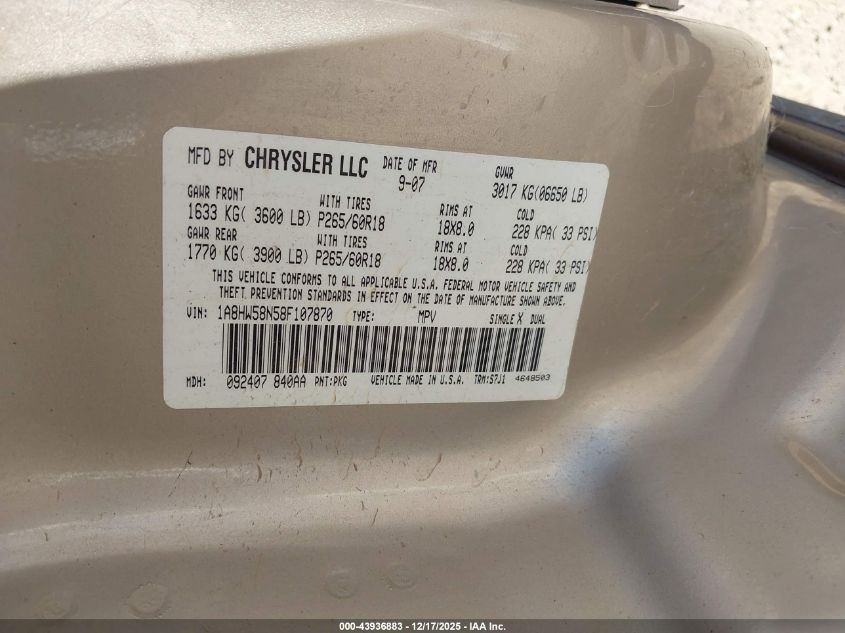 MFD BY CHRYSLER LLC DATE OF MFR 9-07 GVWR 3017 KG(06650 LB)
GAWR FRONT WITH TIRES RIMS AT COLD
1633 KG( 3600 LB) P265/60R18 18X8.0 228 KPA( 33 PSI)
GAWR REAR WITH TIRES RIMS AT COLD
1770 KG( 3900 LB) P265/60R18 18X8.0 228 KPA( 33 PSI)
THIS VEHICLE CONFORMS TO ALL APPLICABLE U.S.A. FEDERAL MOTOR VEHICLE SAFETY AND
THEFT PREVENTION STANDARDS IN EFFECT ON THE DATE OF MANUFACTURE SHOWN ABOVE.
VIN: 1A8HW58N58F107870 TYPE: MPV SINGLE X DUAL
MDH: 092407 840AA PNT:PKG VEHICLE MADE IN U.S.A. TRM:S7J1 4648503
000-43936883 - 12/17/2025 - IAA Inc.